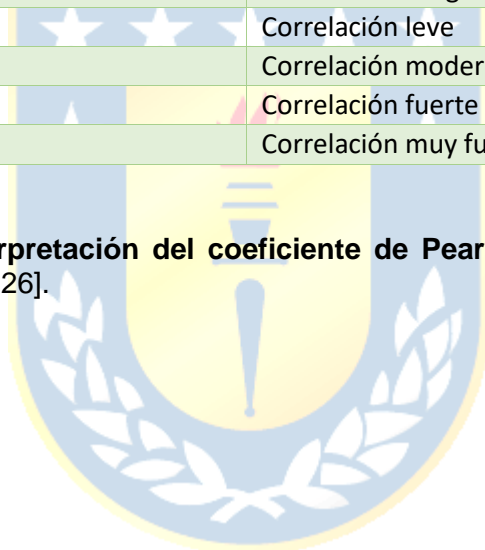 Correlación leve
Correlación moder
Correlación fuerte
Correlación muy fu
rpretación del coeficiente de Pear
26].